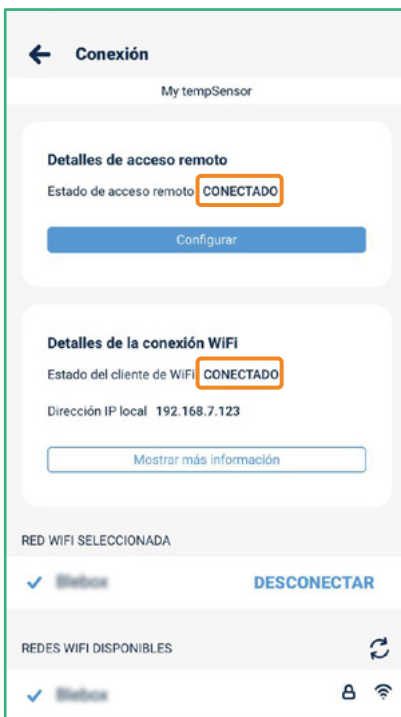 Conexión
My tempSensor
Detalles de acceso remoto
Estado de acceso remoto CONECTADO
Configurar
Detalles de la conexión WiFi
Estado del cliente de WiFi CONECTADO
Dirección IP local 192.168.7.123
Mostrar más información
RED WIFI SELECCIONADA
DESCONECTAR
REDES WIFI DISPONIBLES